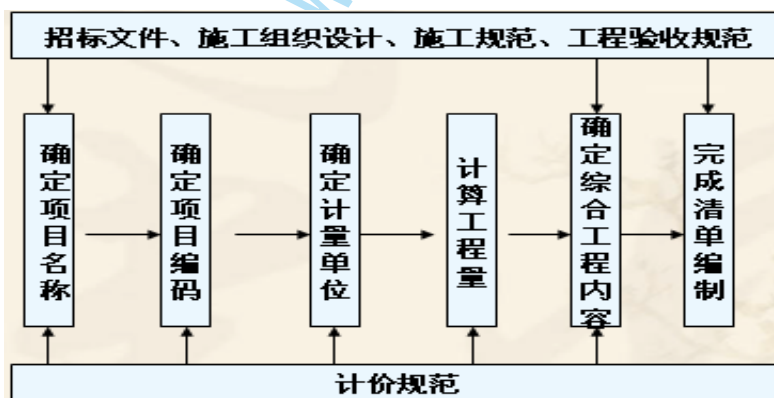 招标文件、施工组织设计、施工规范、工程验收规范
确定项目名称
确定项目编码
确定计量单位
计算工程量
确定综合工程内容
完成清单编制
计价规范